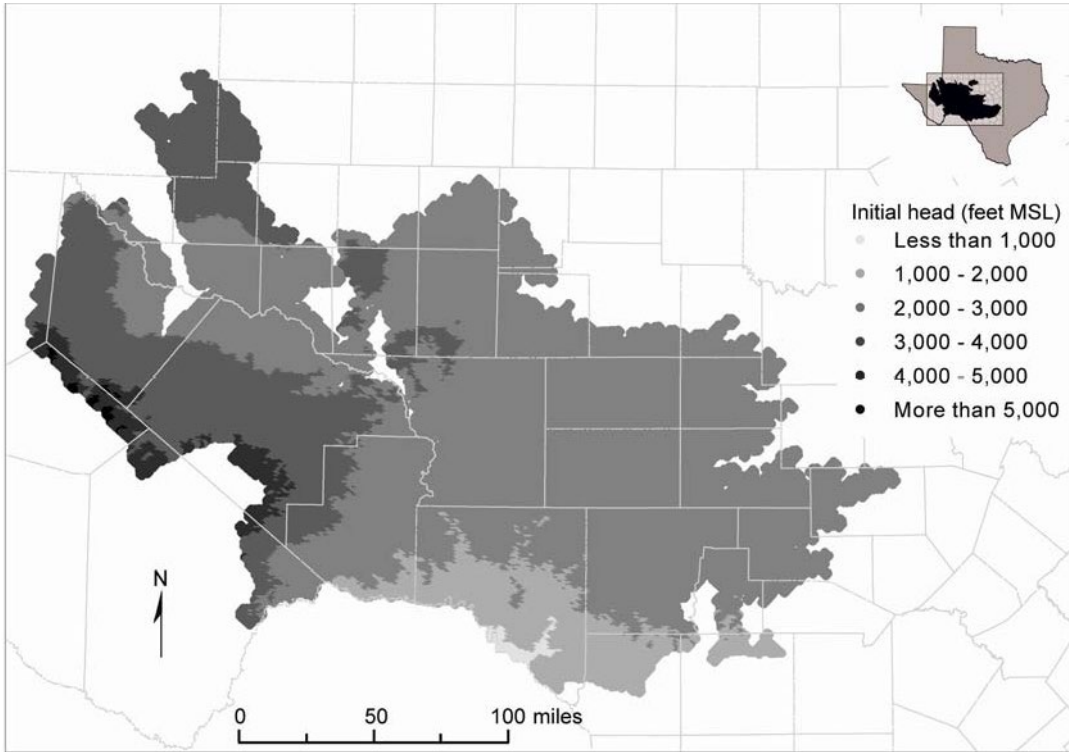 Initial head (feet MSL)
Less than 1,000
1,000 - 2,000
2,000 - 3,000
3,000 - 4,000
4,000 - 5,000
More than 5,000
N
0 50 100 miles